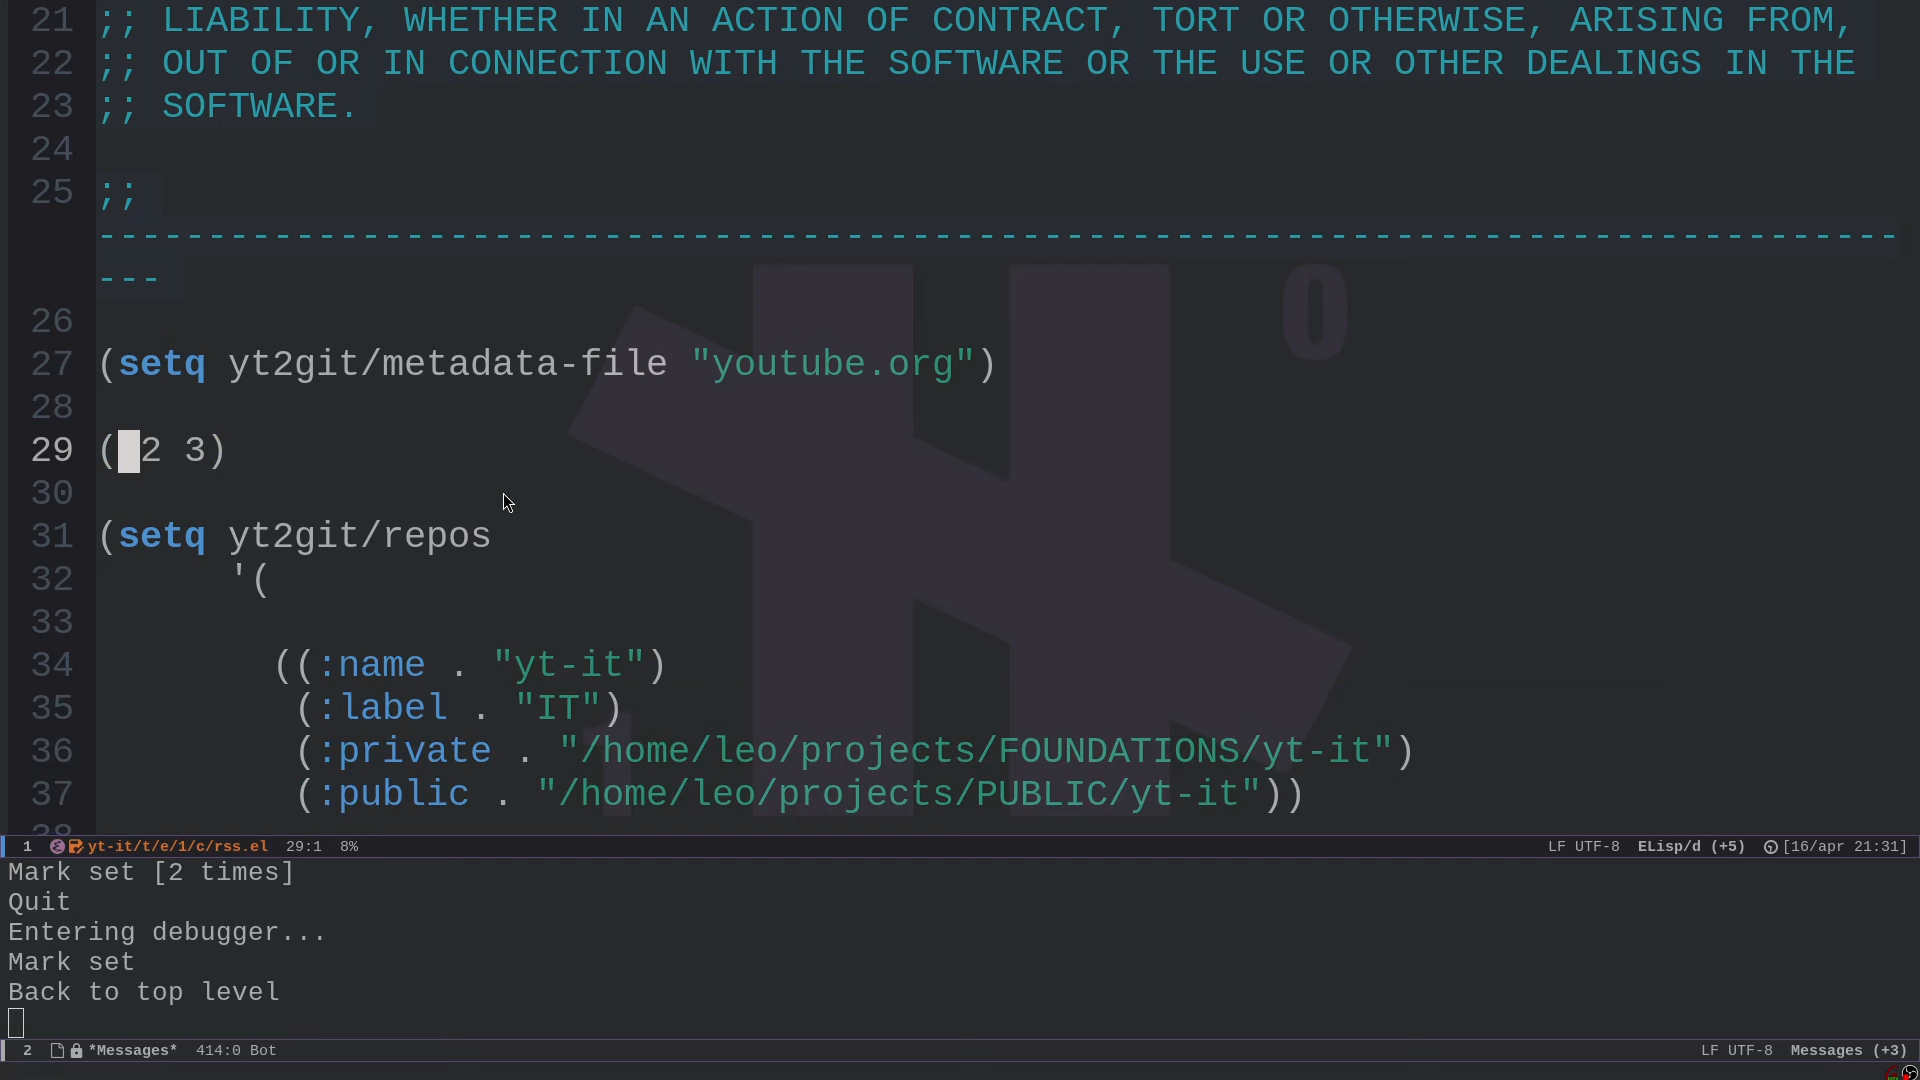 21 ;; LIABILITY, WHETHER IN AN ACTION OF CONTRACT, TORT OR OTHERWISE, ARISING FROM,
22 ;; OUT OF OR IN CONNECTION WITH THE SOFTWARE OR THE USE OR OTHER DEALINGS IN THE
23 ;; SOFTWARE.
24
25 ;;
----------------------------------------------------------------------------------
---
26
27 (setq yt2git/metadata-file "youtube.org")
28
29 ( 2 3)
30
31 (setq yt2git/repos
32 '(
33
34 ((:name . "yt-it")
35 (:label . "IT")
36 (:private . "/home/leo/projects/FOUNDATIONS/yt-it")
37 (:public . "/home/leo/projects/PUBLIC/yt-it"))
38
1 yt-it/t/e/1/c/rss.el 29:1 8% LF UTF-8 ELisp/d (+5) [16/apr 21:31]
Mark set [2 times]
Quit
Entering debugger...
Mark set
Back to top level
2 *Messages* 414:0 Bot LF UTF-8 Messages (+3)